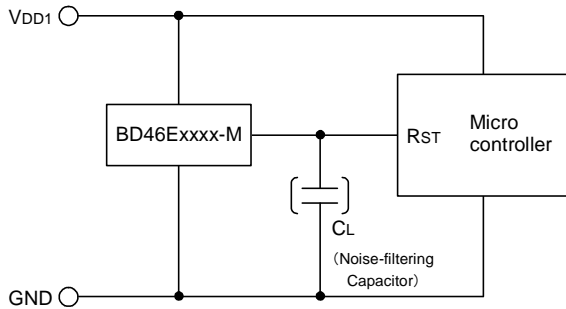 VDD1
BD46Exxxx-M
RST
Micro
controller
CL
（Noise-filtering
Capacitor）
GND